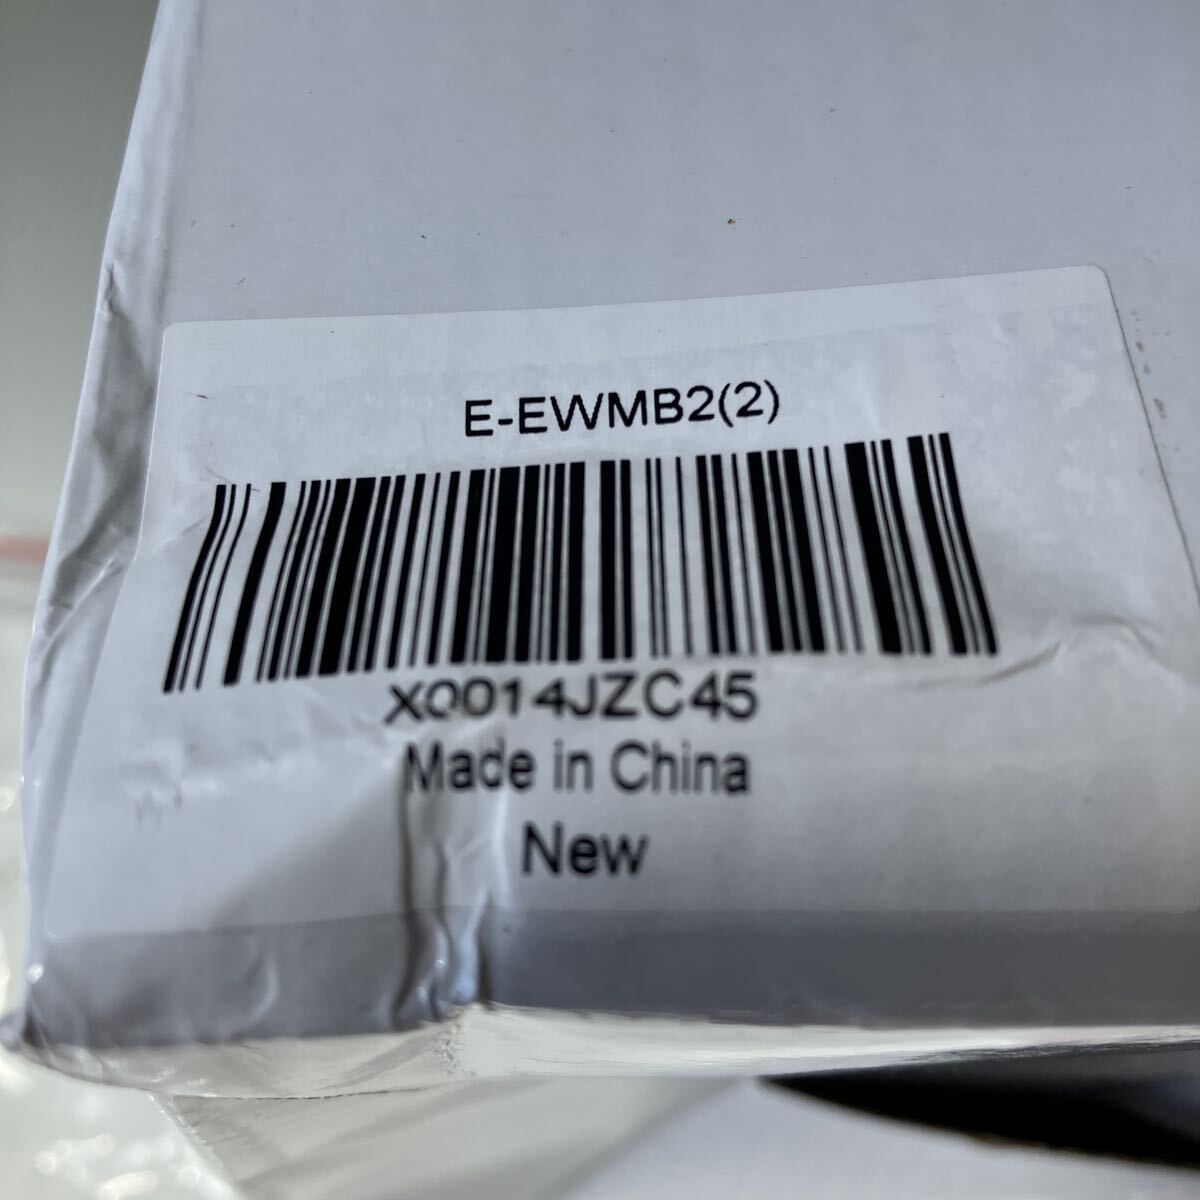 E-EWMB2(2)
X0014JZC45
Made in China
New